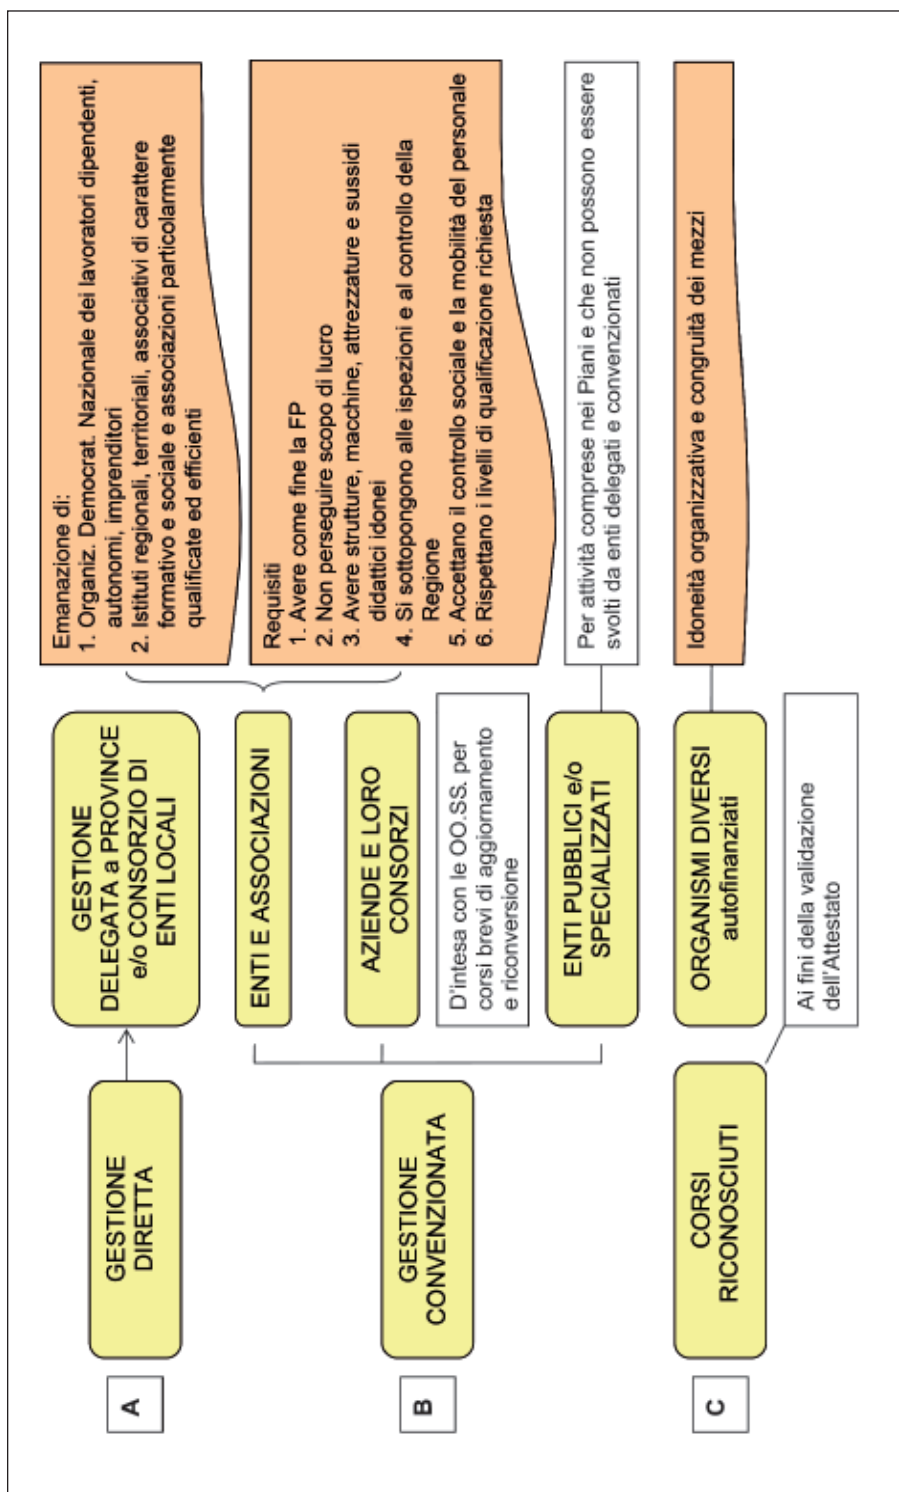 A
GESTIONE
DIRETTA
GESTIONE
DELEGATA a PROVINCE
e/o CONSORZIO DI
ENTI LOCALI
B
GESTIONE
CONVENZIONATA
ENTI E ASSOCIAZIONI
Emanazione di:
1. Organiz. Democrat. Nazionale dei lavoratori dipendenti,
autonomi, imprenditori
2. Istituti regionali, territoriali, associativi di carattere
formativo e sociale e associazioni particolarmente
qualificate ed efficienti
AZIENDE E LORO
CONSORZI
Requisiti
1. Avere come fine la FP
2. Non perseguire scopo di lucro
3. Avere strutture, macchine, attrezzature e sussidi
didattici idonei
4. Si sottopongono alle ispezioni e al controllo della
Regione
5. Accettano il controllo sociale e la mobilità del personale
6. Rispettano i livelli di qualificazione richiesta
D'intesa con le OO.SS. per
corsi brevi di aggiornamento
e riconversione
ENTI PUBBLICI e/o
SPECIALIZZATI
Per attività comprese nei Piani e che non possono essere
svolti da enti delegati e convenzionati
C
CORSI
RICONOSCIUTI
ORGANISMI DIVERSI
autofinanziati
Idoneità organizzativa e congruità dei mezzi
Ai fini della validazione
dell'Attestato